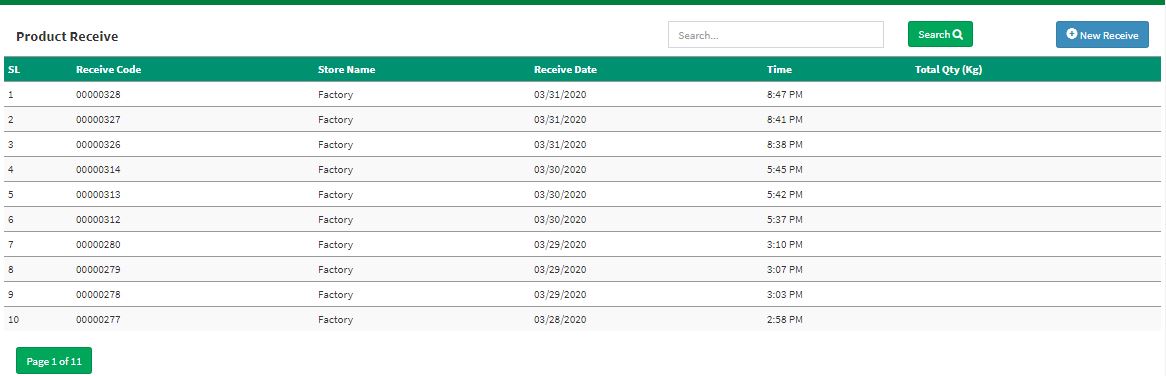 Product Receive Search... Search New Receive
SL Receive Code Store Name Receive Date Time Total Qty (Kg)
1 00000328 Factory 03/31/2020 8:47 PM
2 00000327 Factory 03/31/2020 8:41 PM
3 00000326 Factory 03/31/2020 8:38 PM
4 00000314 Factory 03/30/2020 5:45 PM
5 00000313 Factory 03/30/2020 5:42 PM
6 00000312 Factory 03/30/2020 5:37 PM
7 00000280 Factory 03/29/2020 3:10 PM
8 00000279 Factory 03/29/2020 3:07 PM
9 00000278 Factory 03/29/2020 3:03 PM
10 00000277 Factory 03/28/2020 2:58 PM
Page 1 of 11